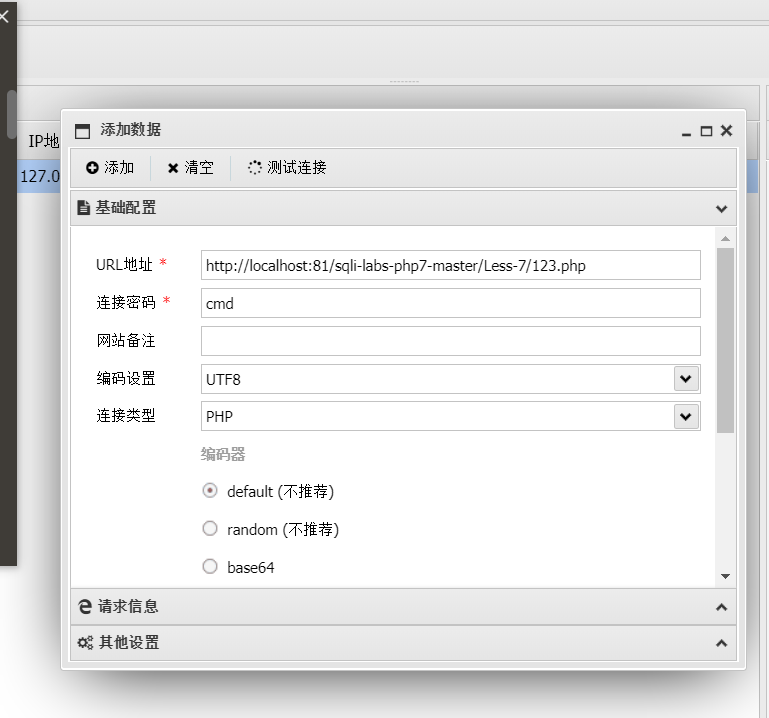 添加数据
IP地
127.0
添加 清空 测试连接
基础配置
URL地址 * http://localhost:81/sqli-labs-php7-master/Less-7/123.php
连接密码 * cmd
网站备注
编码设置 UTF8
连接类型 PHP
编码器
default (不推荐)
random (不推荐)
base64
请求信息
其他设置